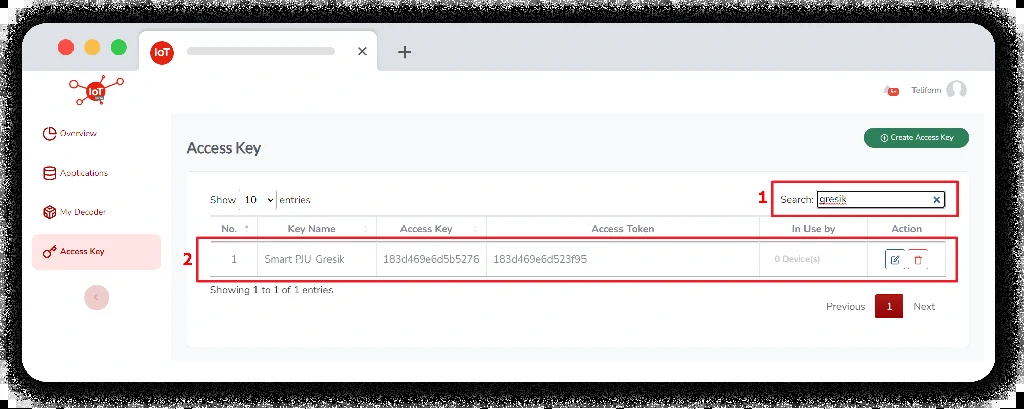 IoT
IoT
Teliform
Overview
Applications
My Decoder
Access Key
Access Key
Create Access Key
Show 10 entries
1
Search: gresik
No. Key Name Access Key Access Token In Use by Action
2
1 Smart PJU Gresik 183d469e6d5b5276 183d469e6d523f95 0 Device(s)
Showing 1 to 1 of 1 entries
Previous 1 Next